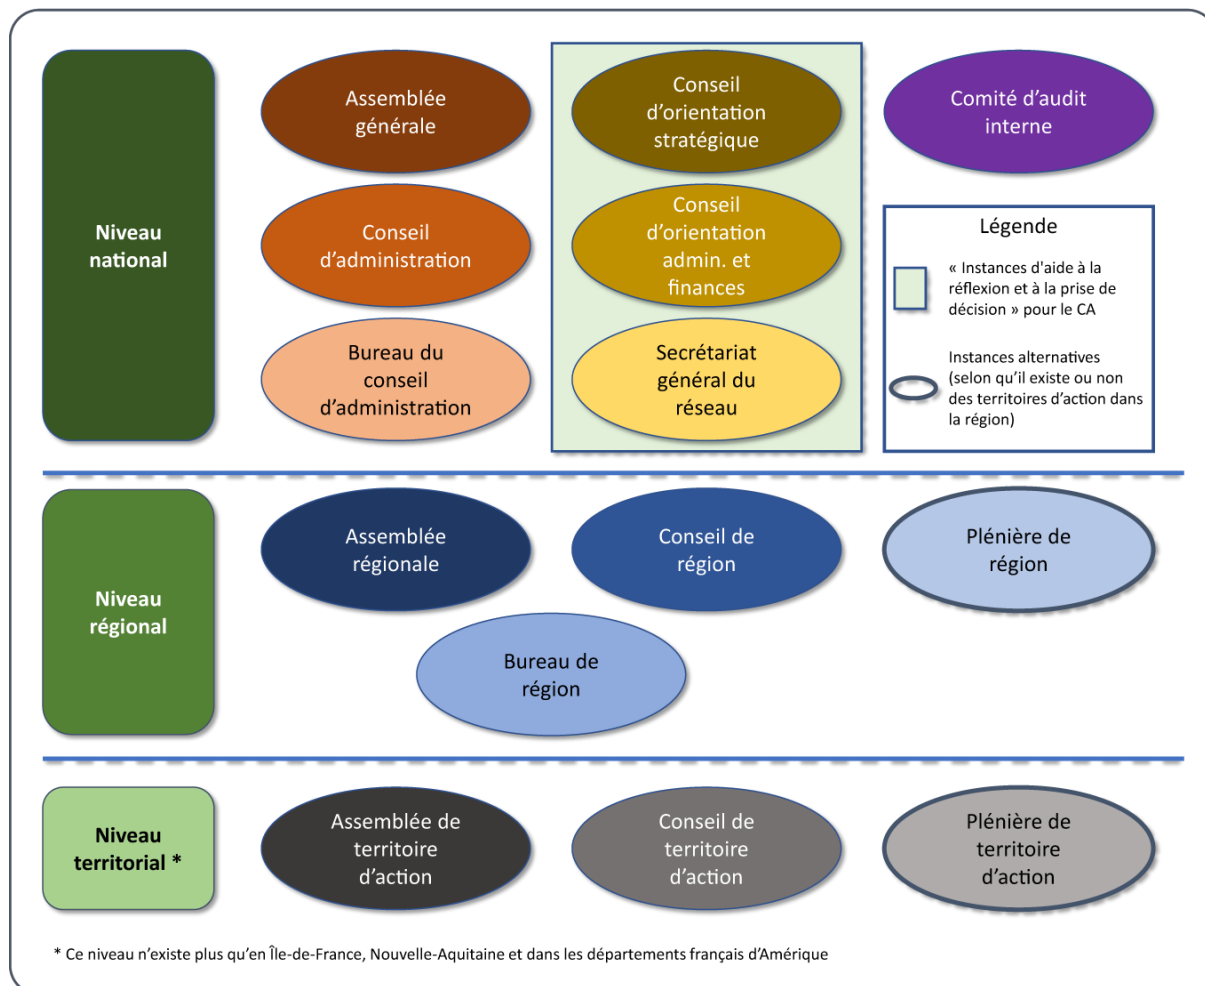 Niveau
national
Assemblée
générale
Conseil
d'orientation
stratégique
Comité d'audit
interne
Conseil
d'administration
Conseil
d'orientation
admin. et
finances
Bureau du
conseil
d'administration
Secrétariat
général du
réseau
Légende
« Instances d'aide à la
réflexion et à la prise de
décision » pour le CA
Instances alternatives
(selon qu'il existe ou non
des territoires d'action dans
la région)
Niveau
régional
Assemblée
régionale
Conseil de
région
Plénière de
région
Bureau de
région
Niveau
territorial *
Assemblée de
territoire
d'action
Conseil de
territoire
d'action
Plénière de
territoire
d'action
* Ce niveau n'existe plus qu'en Île-de-France, Nouvelle-Aquitaine et dans les départements français d'Amérique